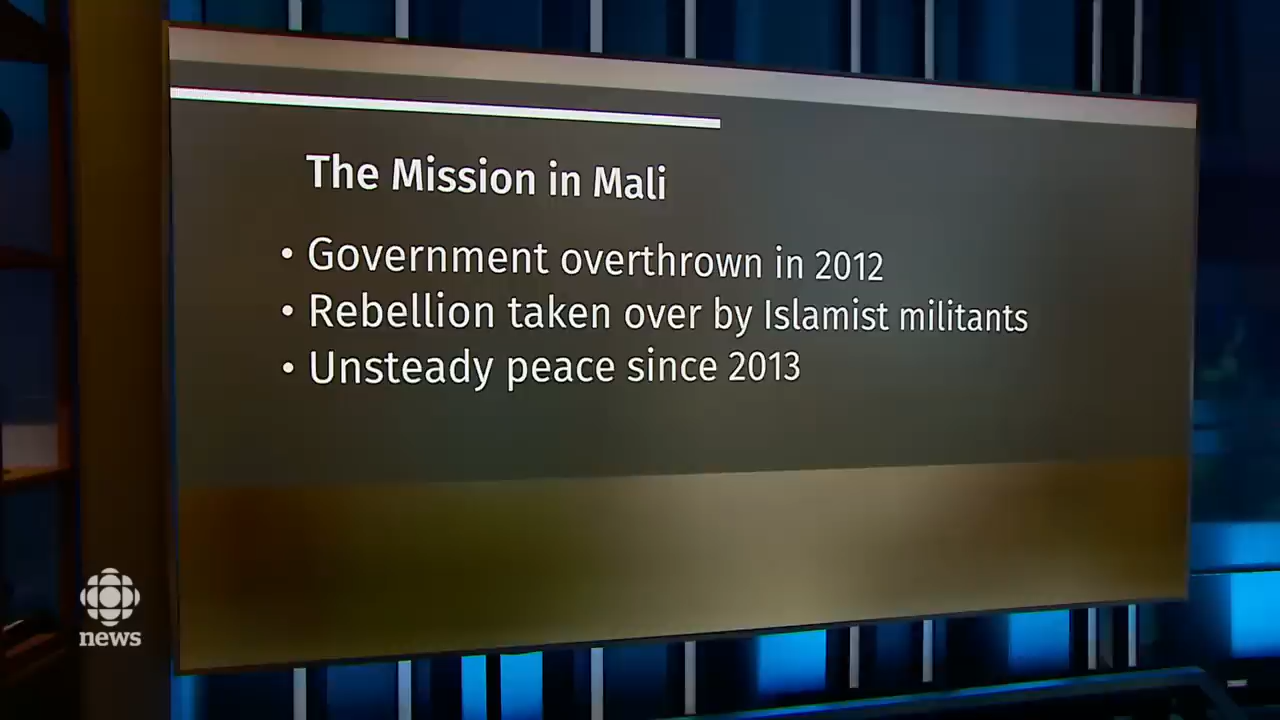 The Mission in Mali
• Government overthrown in 2012
• Rebellion taken over by Islamist militants
• Unsteady peace since 2013
news